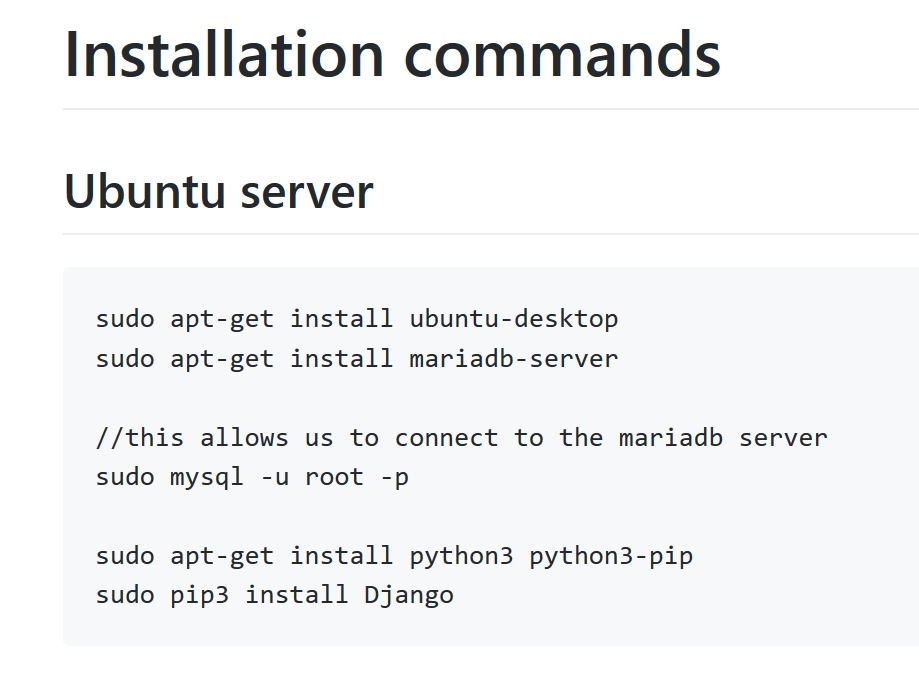 Installation commands
Ubuntu server
sudo apt-get install ubuntu-desktop
sudo apt-get install mariadb-server
//this allows us to connect to the mariadb server
sudo mysql -u root -p
sudo apt-get install python3 python3-pip
sudo pip3 install Django